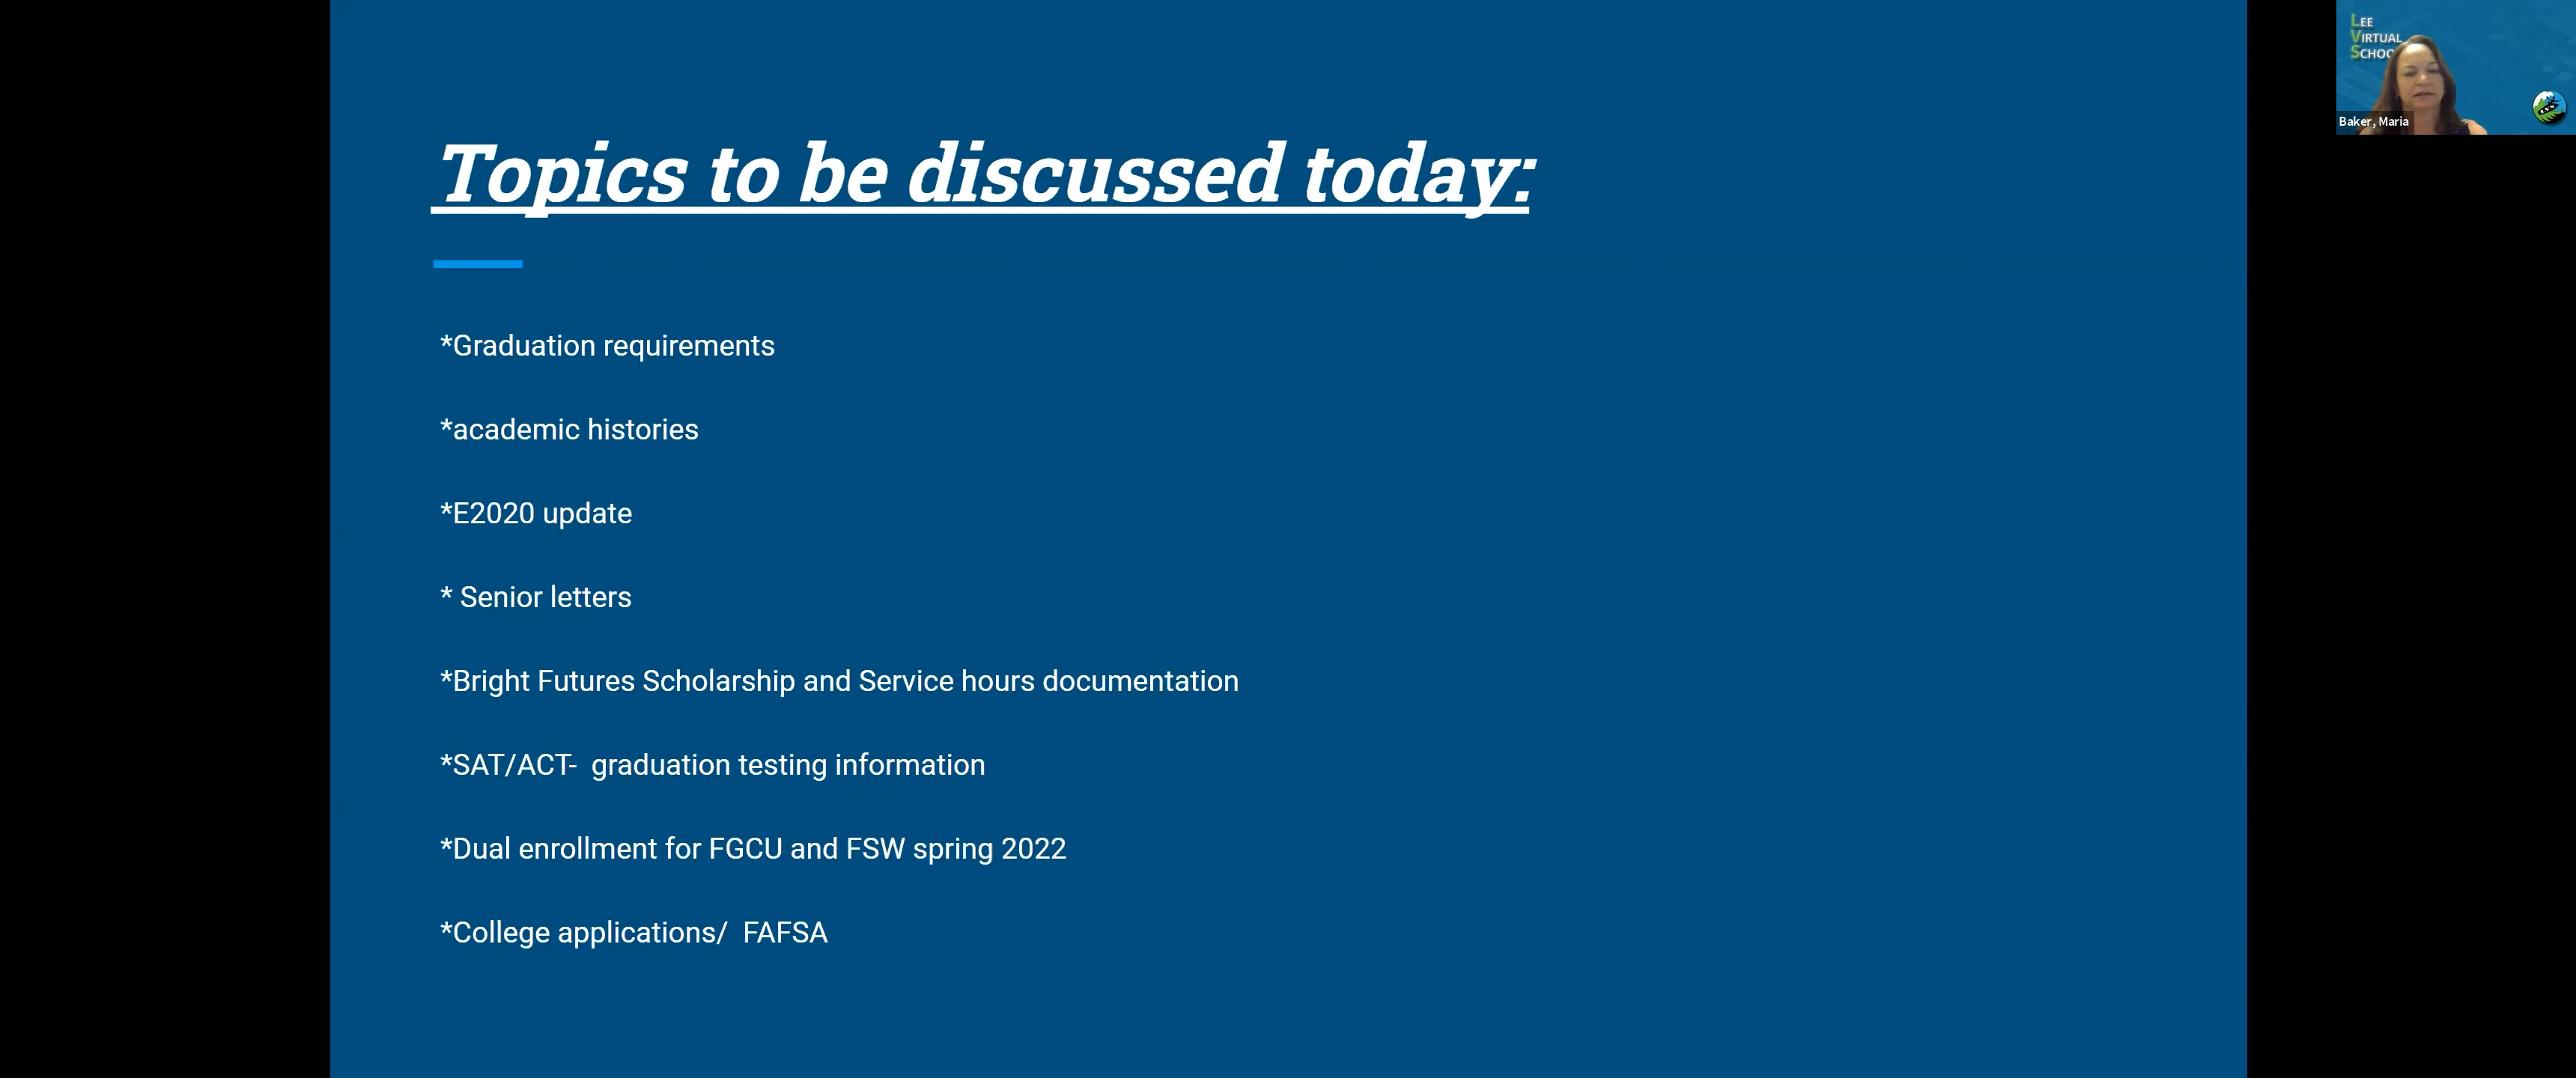 Topics to be discussed today:
*Graduation requirements
*academic histories
*E2020 update
* Senior letters
*Bright Futures Scholarship and Service hours documentation
*SAT/ACT-  graduation testing information
*Dual enrollment for FGCU and FSW spring 2022
*College applications/  FAFSA
LEE
VIRTUAL
SCHOO
Baker, Maria